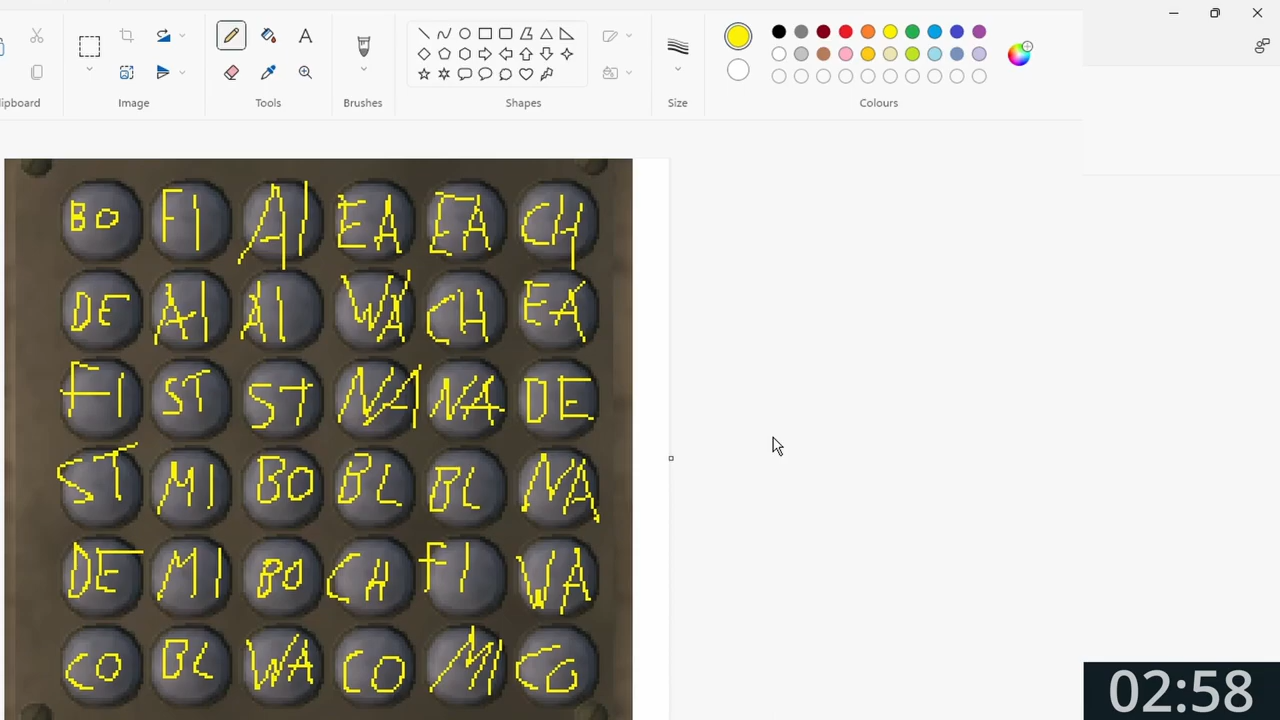 lipboard
Image
Tools
Brushes
Shapes
Size
Colours
BO FI AI EA EA CH
DE AI AI WA CH EA
FI ST ST NA NA DE
ST MI BO BL BL NA
DE MI BO CH fI WA
CO BL WA CO MI CO
02:58